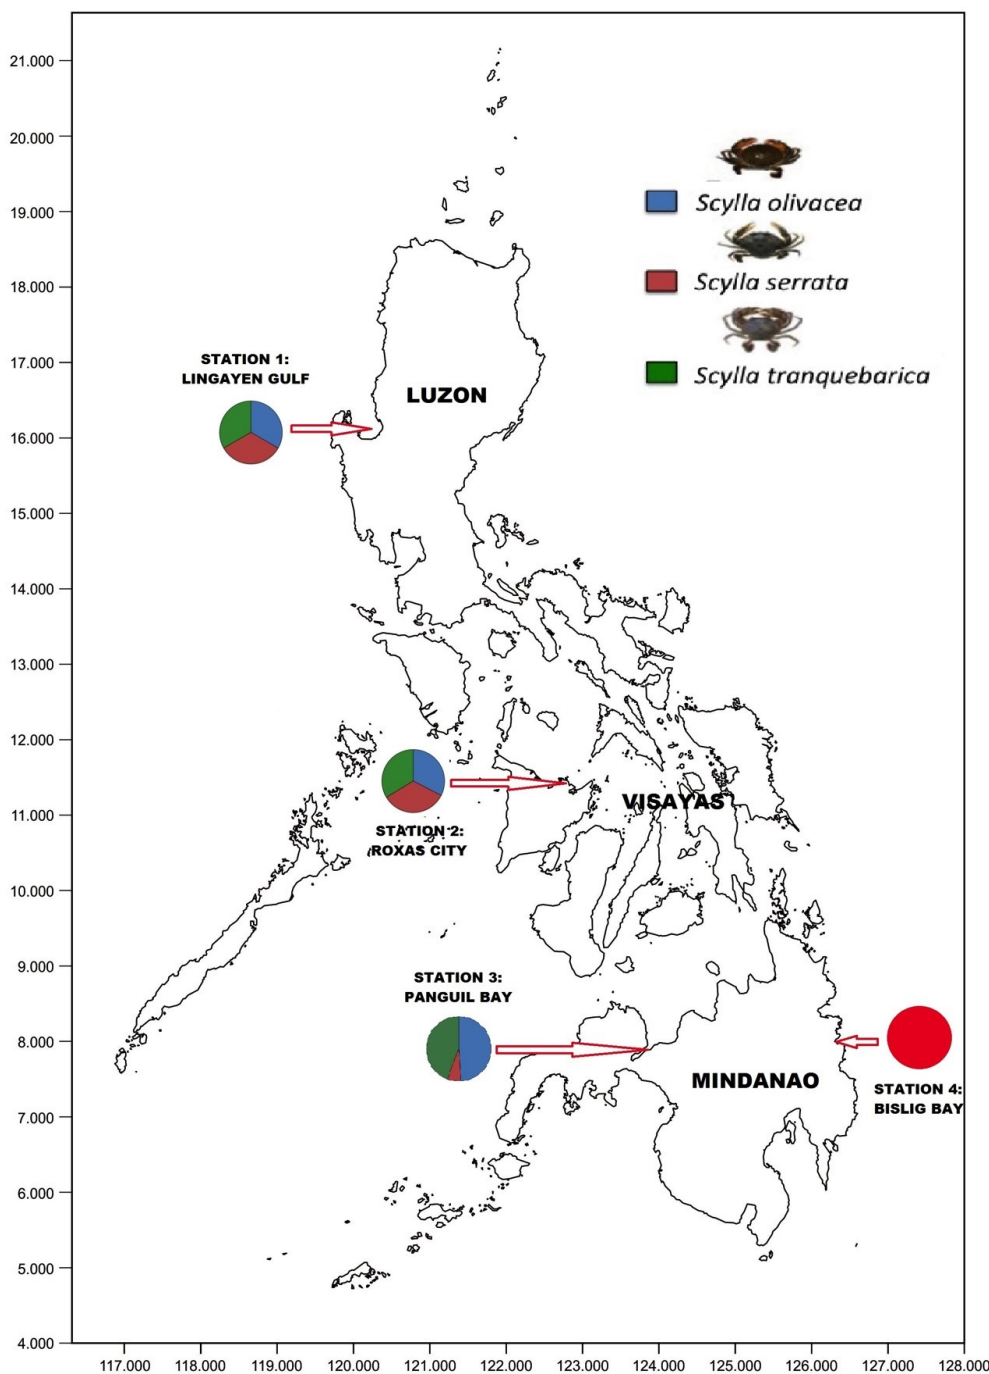 21.000
20.000
19.000
18.000
17.000
16.000
15.000
14.000
13.000
12.000
11.000
10.000
9.000
8.000
7.000
6.000
5.000
4.000
117.000 118.000 119.000 120.000 121.000 122.000 123.000 124.000 125.000 126.000 127.000 128.000
Scylla olivacea
Scylla serrata
Scylla tranquebarica
STATION 1:
LINGAYEN GULF
LUZON
STATION 2:
ROXAS CITY
VISAYAS
STATION 3:
PANGUIL BAY
MINDANAO
STATION 4:
BISLIG BAY